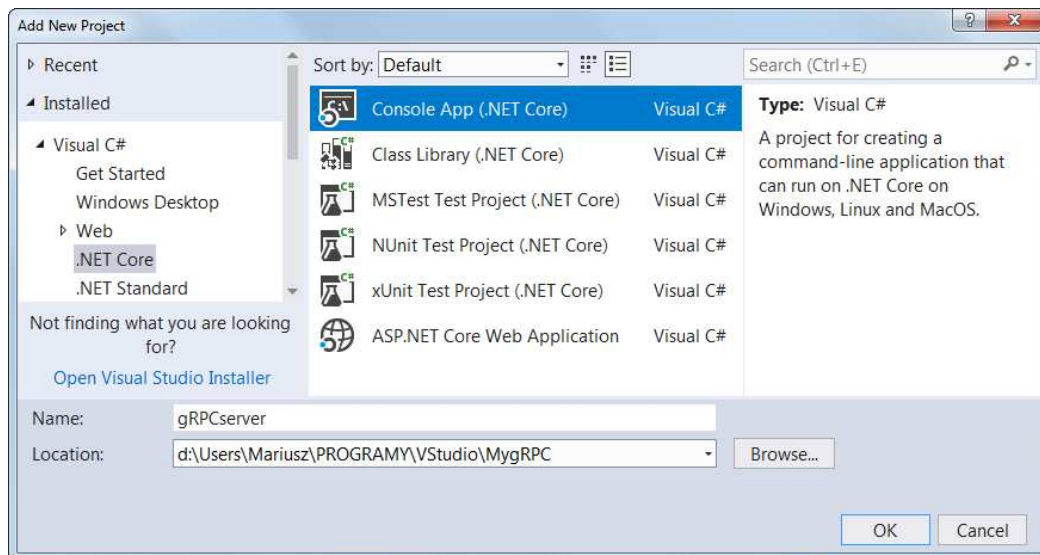 Add New Project
Recent
Installed
Visual C#
Get Started
Windows Desktop
Web
.NET Core
.NET Standard
Not finding what you are looking
for?
Open Visual Studio Installer
Sort by: Default
Console App (.NET Core) Visual C#
Class Library (.NET Core) Visual C#
MSTest Test Project (.NET Core) Visual C#
NUnit Test Project (.NET Core) Visual C#
xUnit Test Project (.NET Core) Visual C#
ASP.NET Core Web Application Visual C#
Search (Ctrl+E)
Type: Visual C#
A project for creating a
command-line application that
can run on .NET Core on
Windows, Linux and MacOS.
Name: gRPCserver
Location: d:\Users\Mariusz\PROGRAMY\VStudio\MygRPC Browse...
OK Cancel